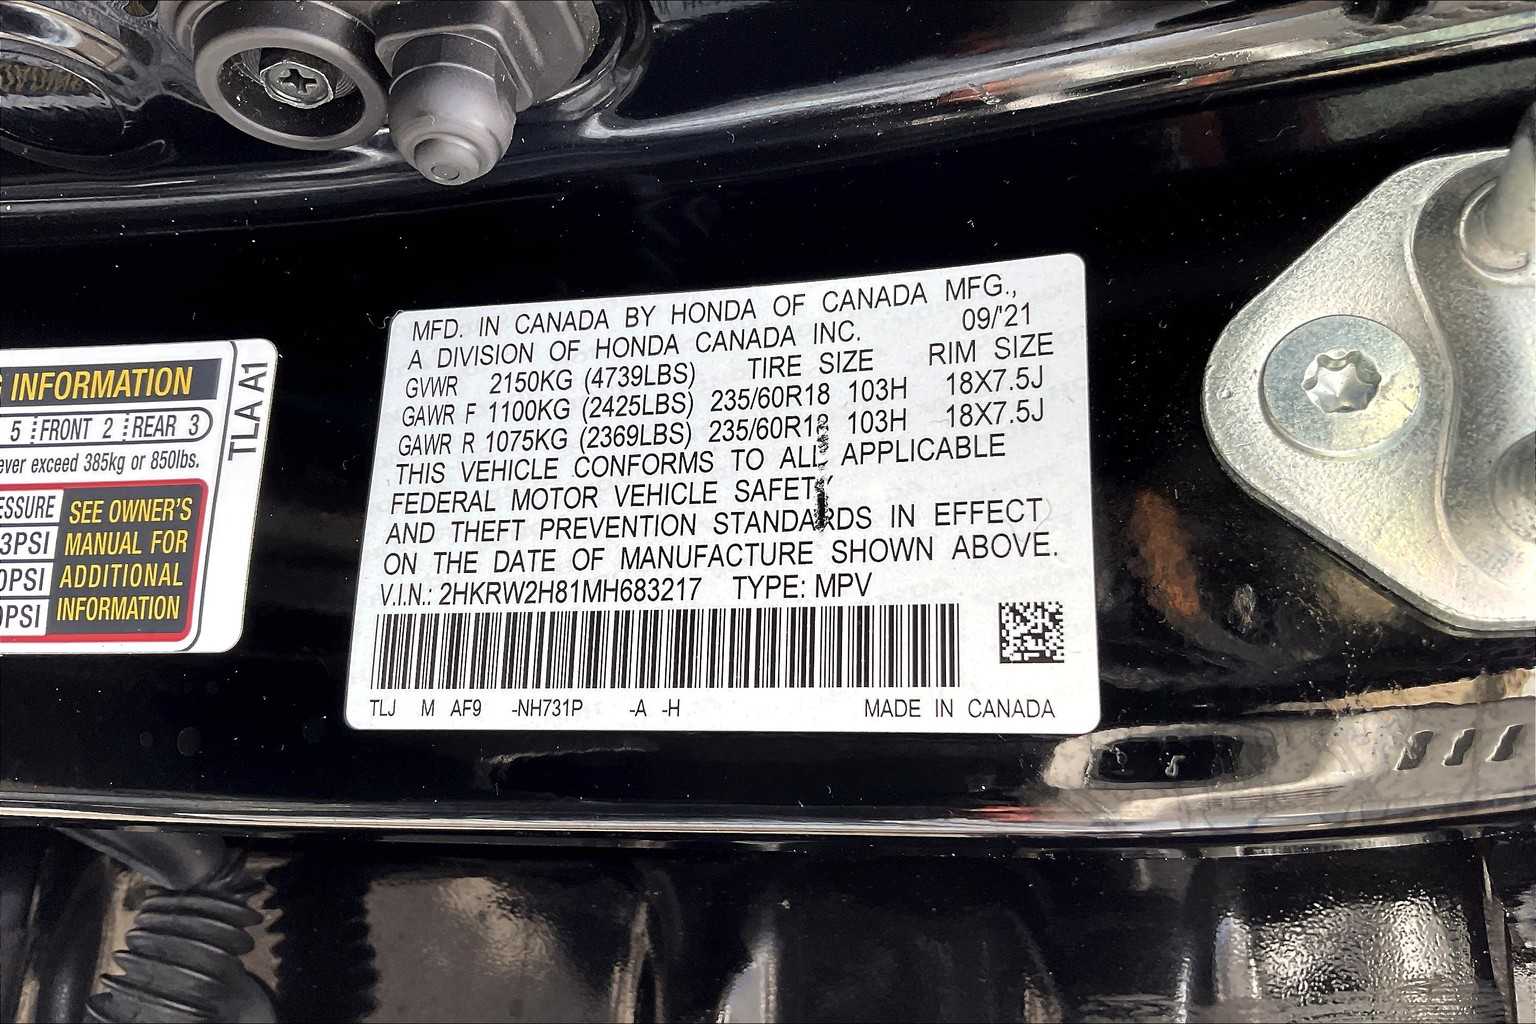 INFORMATION
5 FRONT 2 REAR 3
ever exceed 385kg or 850lbs.
SEE OWNER'S
MANUAL FOR
ADDITIONAL
INFORMATION
3PSI
0PSI
0PSI
TLA A1
MFD. IN CANADA BY HONDA OF CANADA MFG.,
A DIVISION OF HONDA CANADA INC. 09/'21
GVWR 2150KG (4739LBS) TIRE SIZE RIM SIZE
GAWR F 1100KG (2425LBS) 235/60R18 103H 18X7.5J
GAWR R 1075KG (2369LBS) 235/60R18 103H 18X7.5J
THIS VEHICLE CONFORMS TO ALL APPLICABLE
FEDERAL MOTOR VEHICLE SAFETY
AND THEFT PREVENTION STANDARDS IN EFFECT
ON THE DATE OF MANUFACTURE SHOWN ABOVE.
V.I.N.: 2HKRW2H81MH683217 TYPE: MPV
TLJ M AF9 -NH731P -A -H MADE IN CANADA